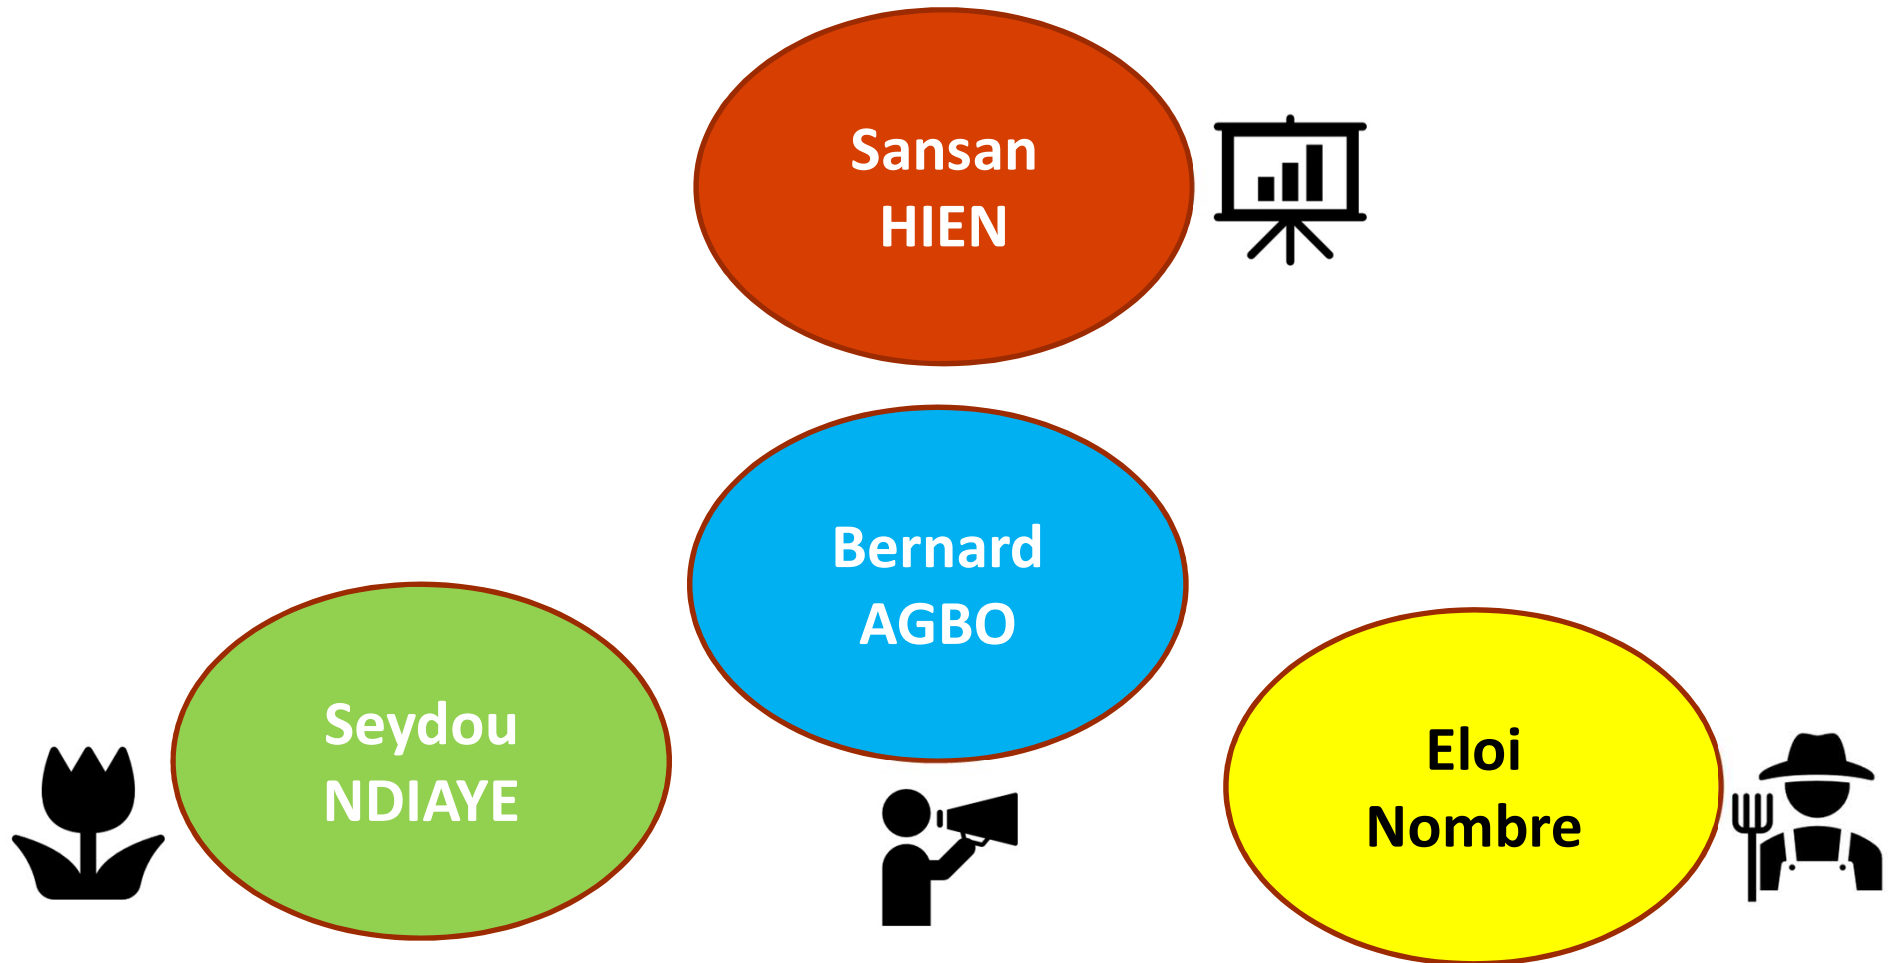 Sansan
HIEN
Bernard
AGBO
Seydou
NDIAYE
Eloi
Nombre